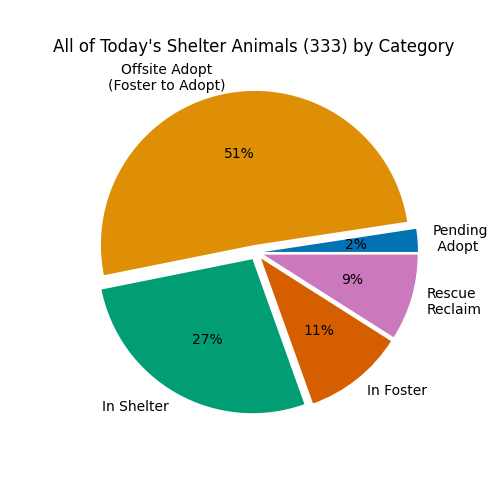 All of Today's Shelter Animals (333) by Category
Offsite Adopt
(Foster to Adopt)
51%
Pending
Adopt
2%
9%
Rescue
Reclaim
11%
In Foster
27%
In Shelter